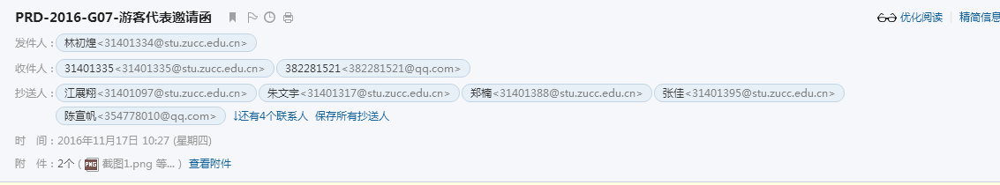 PRD-2016-G07-游客代表邀请函 优化阅读 精简信息
发件人：林初煌<31401334@stu.zucc.edu.cn>
收件人：31401335<31401335@stu.zucc.edu.cn> 382281521<382281521@qq.com>
抄送人：江展翔<31401097@stu.zucc.edu.cn> 朱文宇<31401317@stu.zucc.edu.cn> 郑楠<31401388@stu.zucc.edu.cn> 张佳<31401395@stu.zucc.edu.cn>
陈宣帆<354778010@qq.com> ↓还有4个联系人 保存所有抄送人
时 间：2016年11月17日 10:27 (星期四)
附 件：2个 ( PNG 截图1.png 等... ) 查看附件